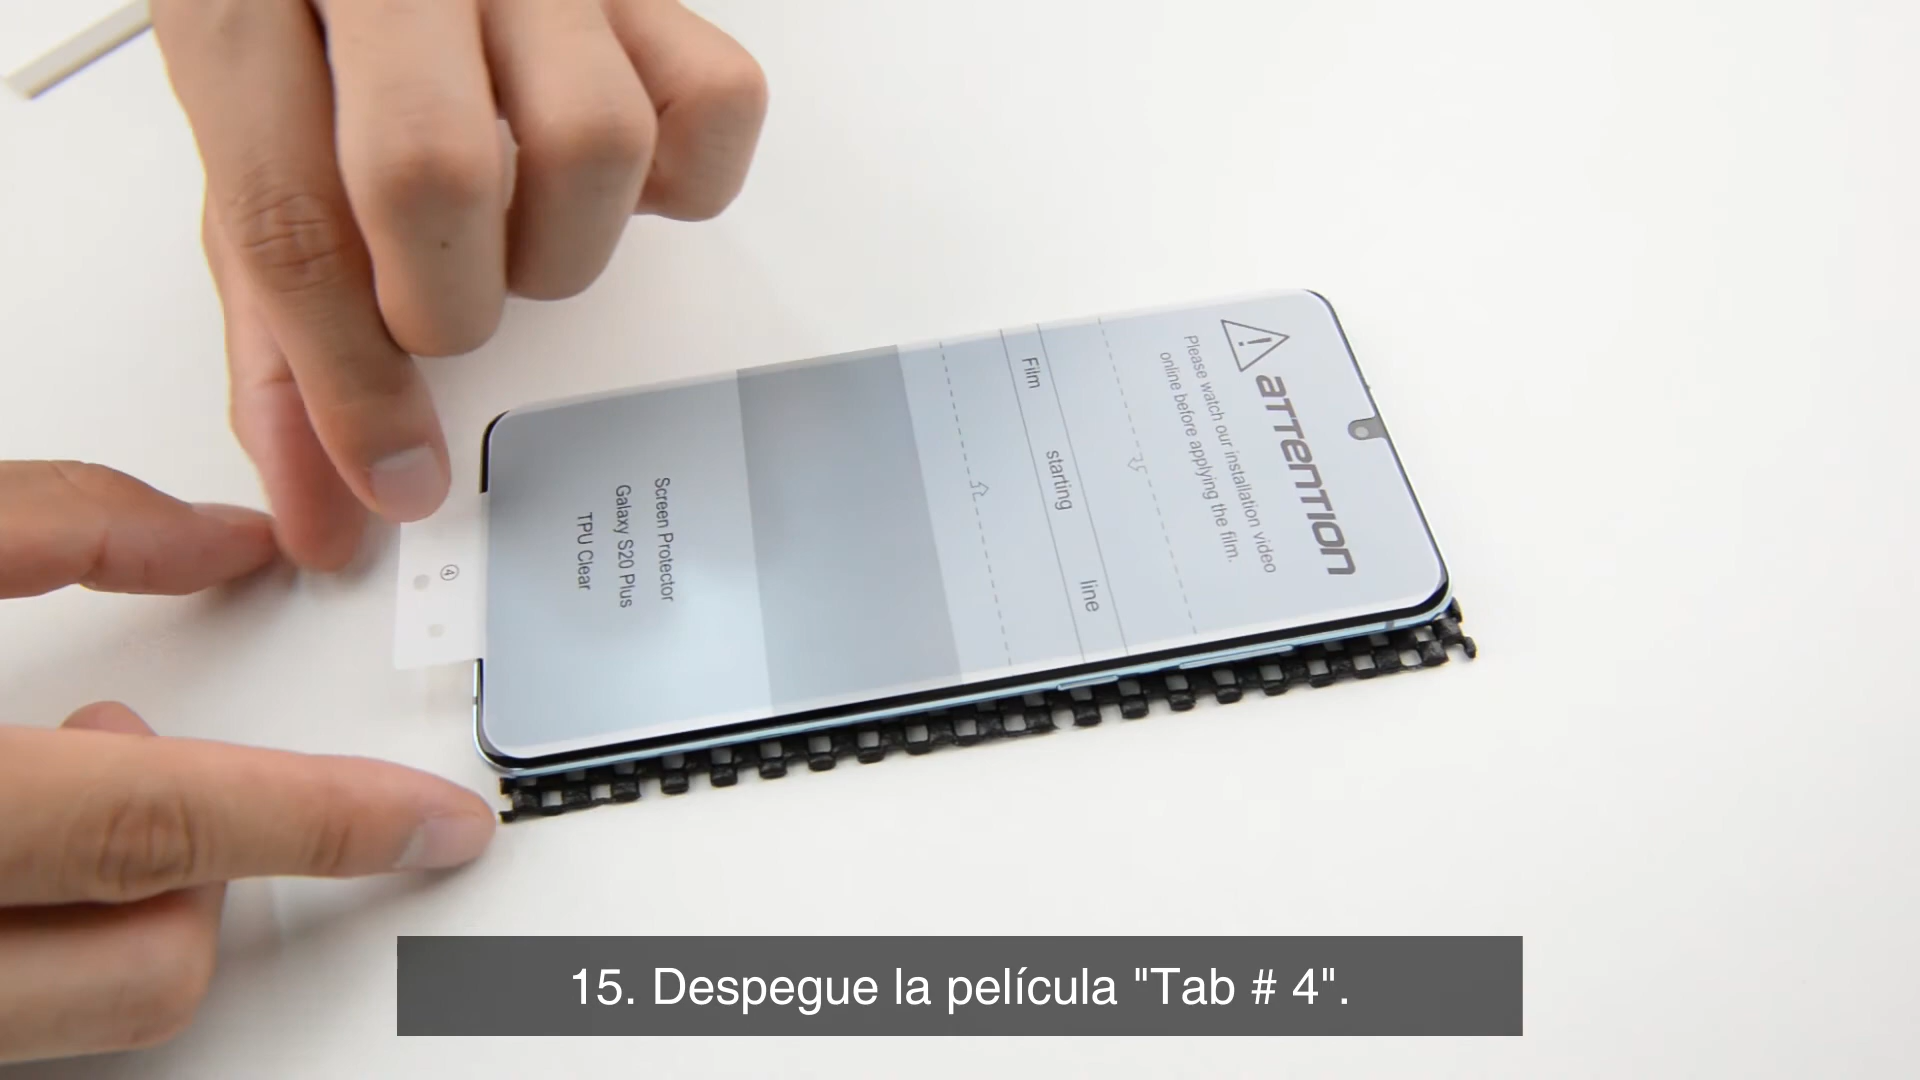 ATTENTION
Please watch our installation video
online before applying the film.
Film starting line
Screen Protector
Galaxy S20 Plus
TPU Clear
④
15. Despegue la película "Tab # 4".